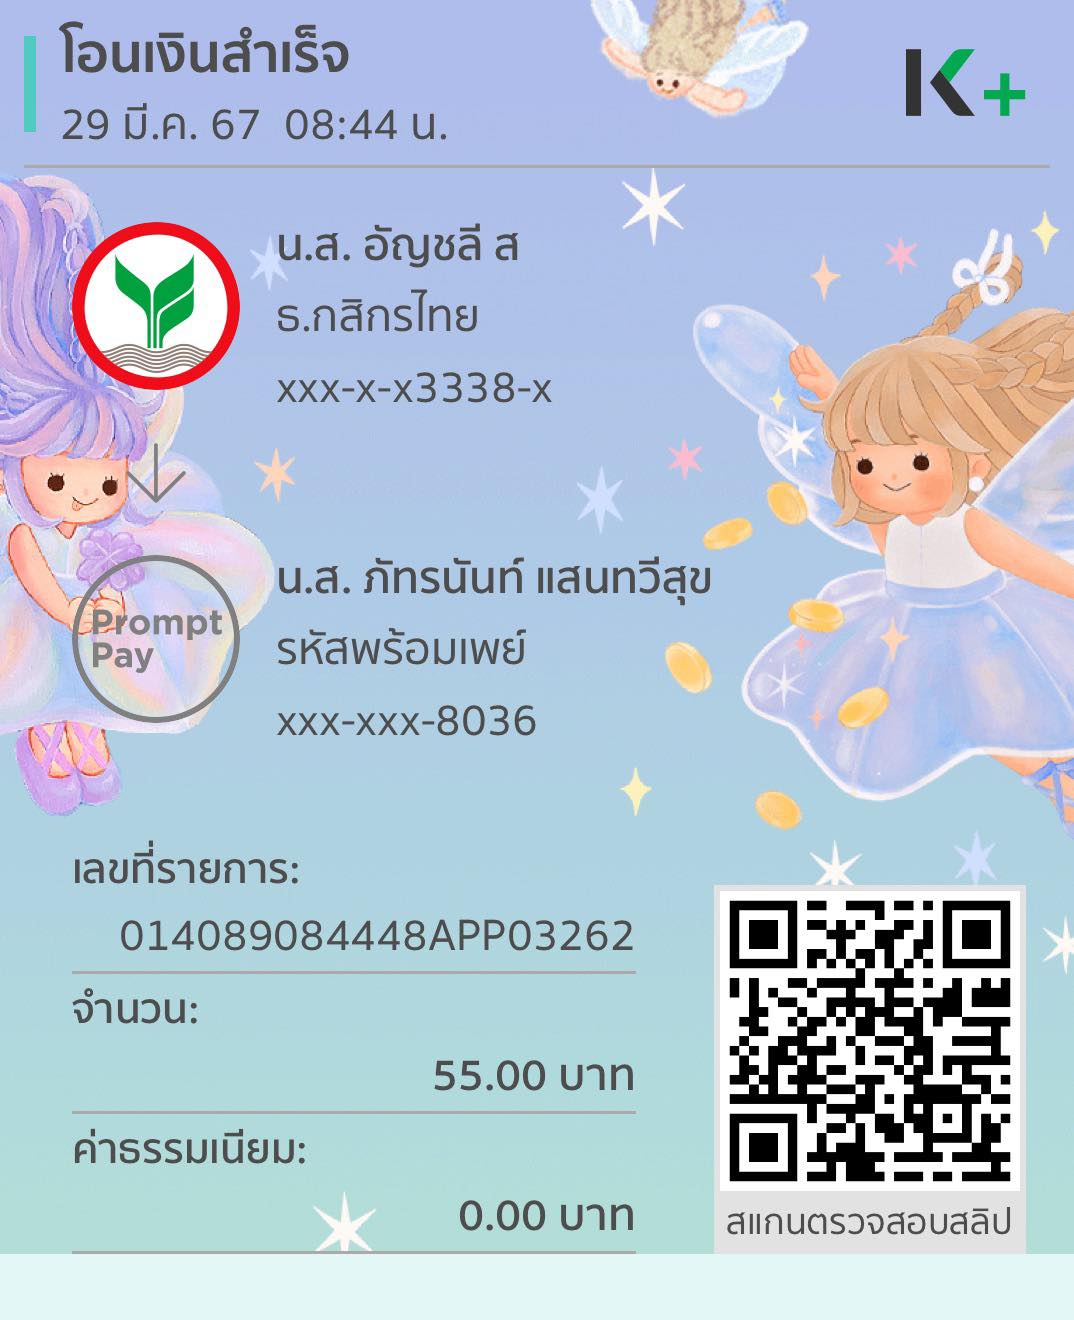 โอนเงินสำเร็จ
29 มี.ค. 67 08:44 น.
K+
น.ส. อัญชลี ส
ธ.กสิกรไทย
xxx-x-x3338-x
น.ส. ภัทรนันท์ แสนทวีสุข
Prompt
Pay
รหัสพร้อมเพย์
xxx-xxx-8036
เลขที่รายการ:
014089084448APP03262
จำนวน:
55.00 บาท
ค่าธรรมเนียม:
0.00 บาท
สแกนตรวจสอบสลิป